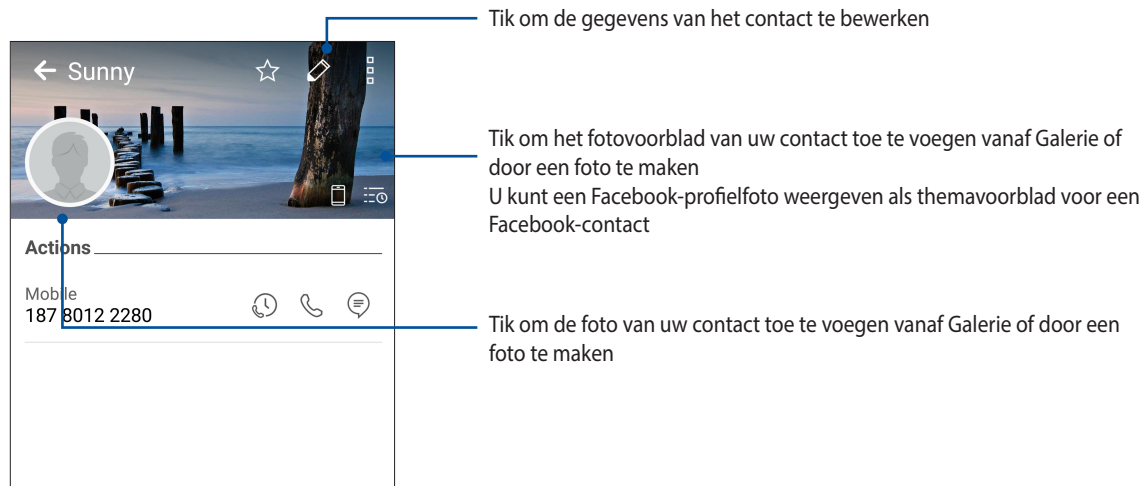 Tik om de gegevens van het contact te bewerken
Sunny
Tik om het fotovoorblad van uw contact toe te voegen vanaf Galerie of
door een foto te maken
U kunt een Facebook-profielfoto weergeven als themavoorblad voor een
Facebook-contact
Actions
Mobile
187 8012 2280
Tik om de foto van uw contact toe te voegen vanaf Galerie of door een
foto te maken